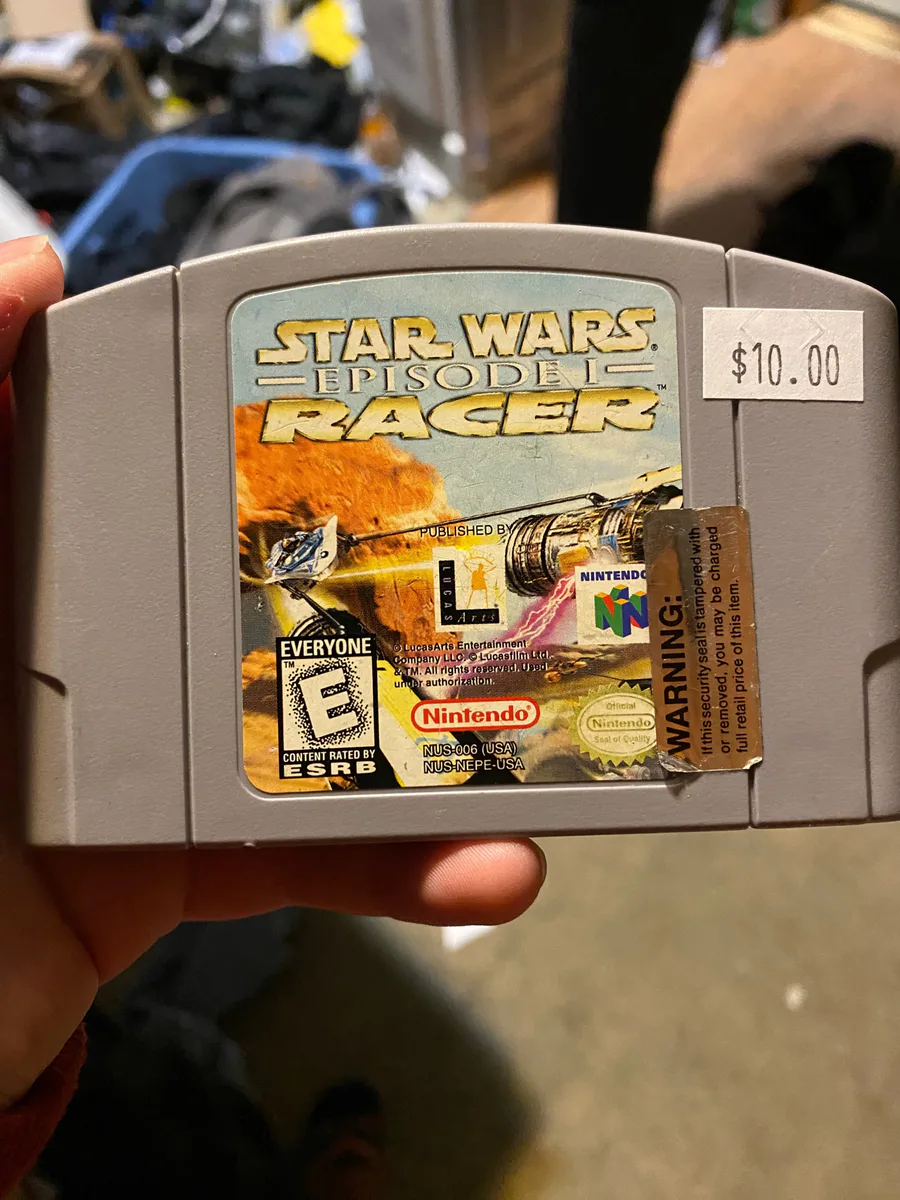 STAR WARS®
EPISODE I
RACER™
$10.00
PUBLISHED BY
LUCAS
Arts
NINTENDO
EVERYONE
™
E
CONTENT RATED BY
ESRB
© LucasArts Entertainment
Company LLC. © Lucasfilm Ltd.
& TM. All rights reserved. Used
under authorization.
Nintendo®
NUS-006 (USA)
NUS-NEPE-USA
Official
Nintendo
Seal of Quality
WARNING:
If this security seal is tampered with
or removed, you may be charged
full retail price of this item.